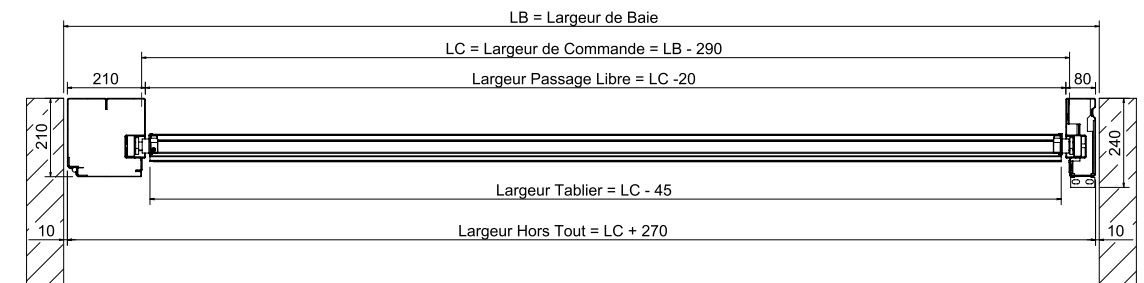 LB = Largeur de Baie
LC = Largeur de Commande = LB - 290
210
Largeur Passage Libre = LC -20
80
210
240
Largeur Tablier = LC - 45
10
Largeur Hors Tout = LC + 270
10